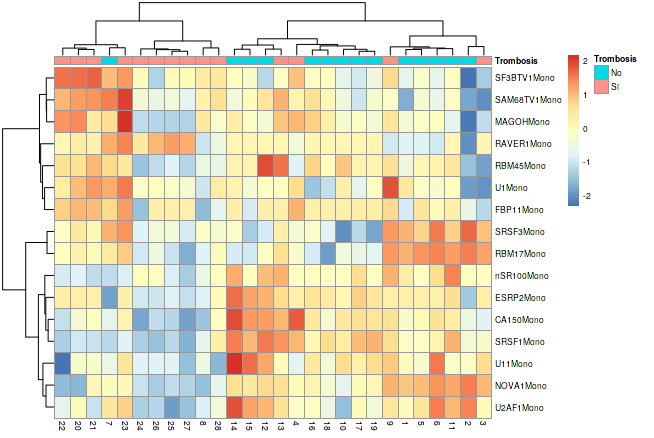 Trombosis
Trombosis
No
SI
2
1
0
-1
-2
SF3BTV1Mono
SAM68TV1Mono
MAGOHMono
RAVER1Mono
RBM45Mono
U1Mono
FBP11Mono
SRSF3Mono
RBM17Mono
nSR100Mono
ESRP2Mono
CA150Mono
SRSF1Mono
U11Mono
NOVA1Mono
U2AF1Mono
22 20 21 7 23 24 26 25 27 8 28 14 15 12 13 4 16 18 10 17 19 9 1 5 6 11 2 3